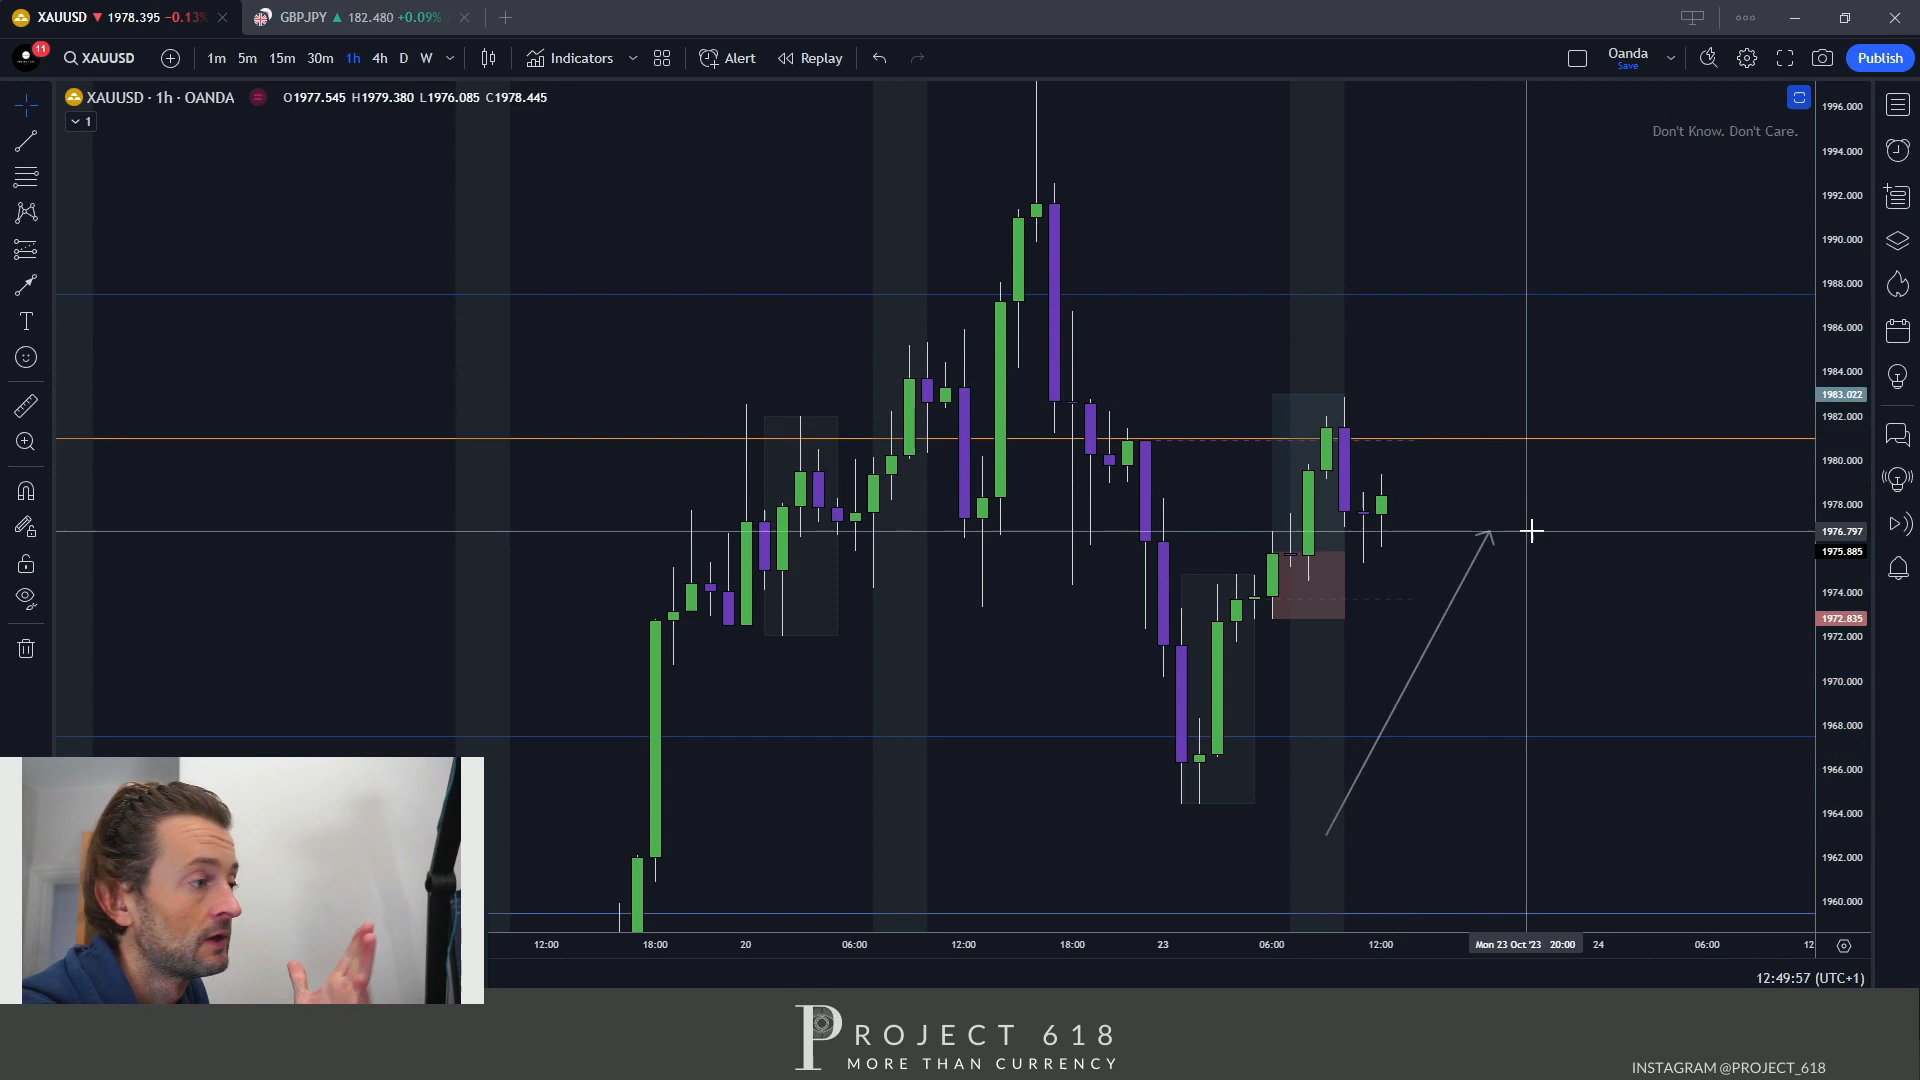 XAUUSD ▼ 1978.395 −0.13%
GBPJPY ▲ 182.480 +0.09%
11
XAUUSD
1m 5m 15m 30m 1h 4h D W
Indicators
Alert
Replay
Oanda
Save
Publish
XAUUSD · 1h · OANDA
O1977.545 H1979.380 L1976.085 C1978.445
1
Don't Know. Don't Care.
1996.000
1994.000
1992.000
1990.000
1988.000
1986.000
1984.000
1983.022
1982.000
1980.000
1978.000
1976.797
1975.885
1974.000
1972.835
1972.000
1970.000
1968.000
1966.000
1964.000
1962.000
1960.000
12:00 18:00 20 06:00 12:00 18:00 23 06:00 12:00 Mon 23 Oct '23 20:00 24 06:00 12
12:49:57 (UTC+1)
PROJECT 618
MORE THAN CURRENCY
INSTAGRAM @PROJECT_618